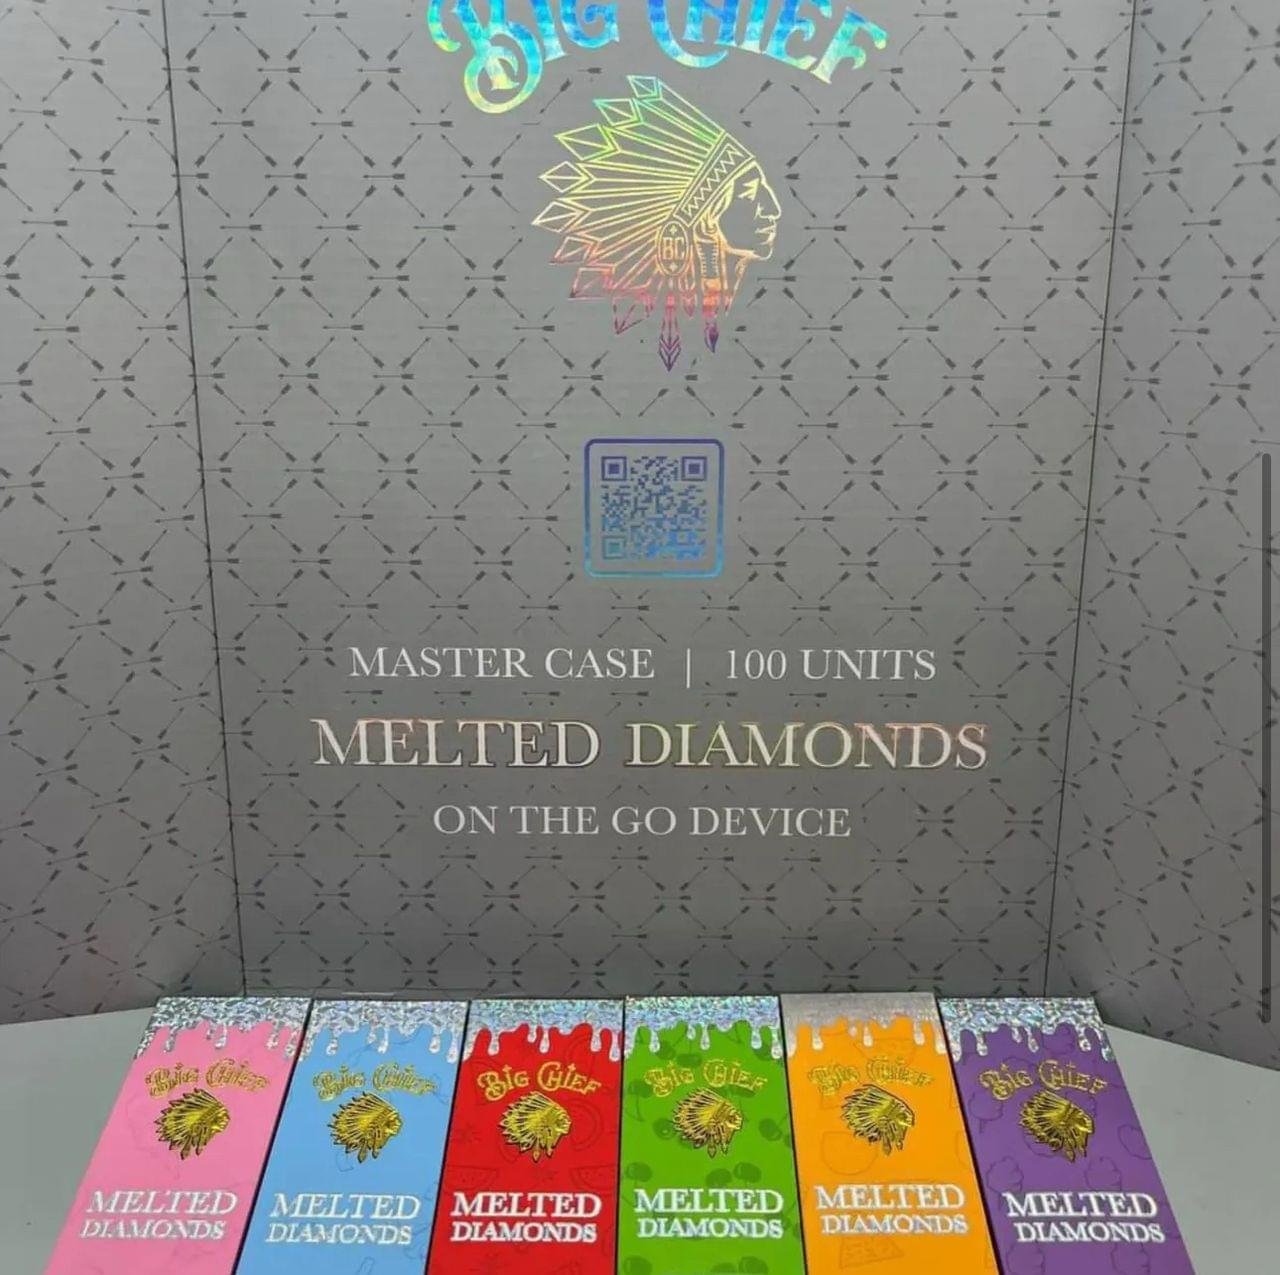 BIG CHIEF
BC
MASTER CASE | 100 UNITS
MELTED DIAMONDS
ON THE GO DEVICE
BIG CHIEF
MELTED
DIAMONDS
BIG CHIEF
MELTED
DIAMONDS
BIG CHIEF
MELTED
DIAMONDS
BIG CHIEF
MELTED
DIAMONDS
BIG CHIEF
MELTED
DIAMONDS
BIG CHIEF
MELTED
DIAMONDS